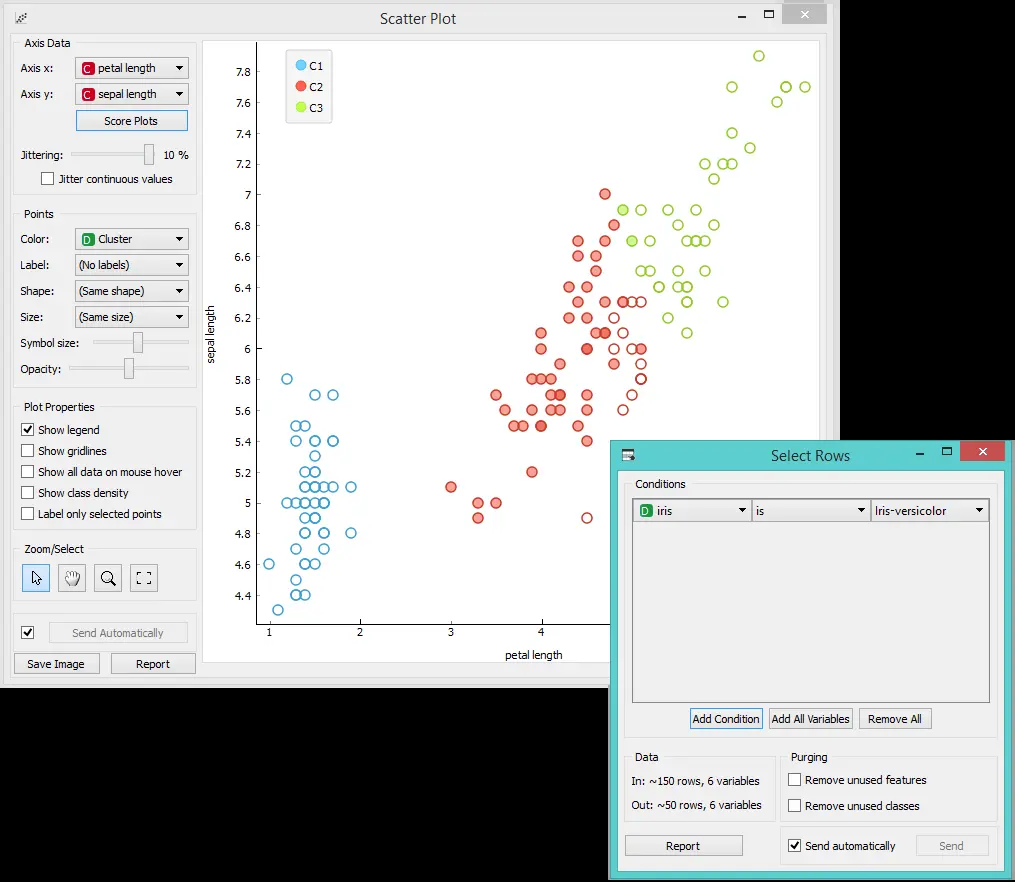 Scatter Plot
Axis Data
Axis x: C petal length
Axis y: C sepal length
Score Plots
Jittering: 10 %
Jitter continuous values
Points
Color: D Cluster
Label: (No labels)
Shape: (Same shape)
Size: (Same size)
Symbol size:
Opacity:
Plot Properties
Show legend
Show gridlines
Show all data on mouse hover
Show class density
Label only selected points
Zoom/Select
Send Automatically
Save Image Report
C1
C2
C3
7.8
7.6
7.4
7.2
7
6.8
6.6
6.4
6.2
6
5.8
5.6
5.4
5.2
5
4.8
4.6
4.4
sepal length
1 2 3 4
petal length
Select Rows
Conditions
D iris is Iris-versicolor
Add Condition Add All Variables Remove All
Data
In: ~150 rows, 6 variables
Out: ~50 rows, 6 variables
Purging
Remove unused features
Remove unused classes
Report
Send automatically Send